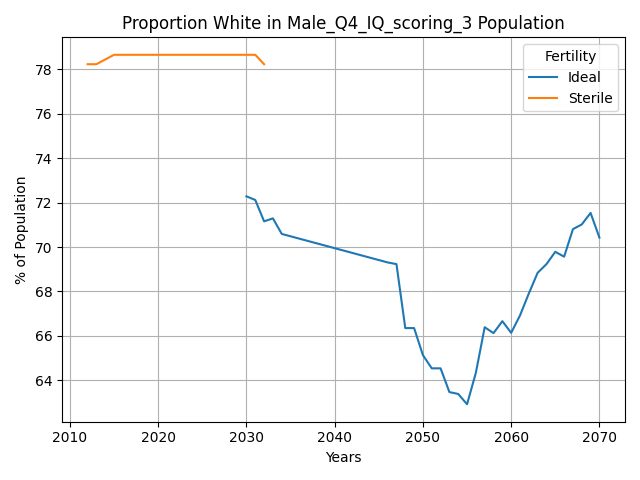 Proportion White in Male_Q4_IQ_scoring_3 Population
Fertility
Ideal
Sterile
% of Population
78
76
74
72
70
68
66
64
2010 2020 2030 2040 2050 2060 2070
Years